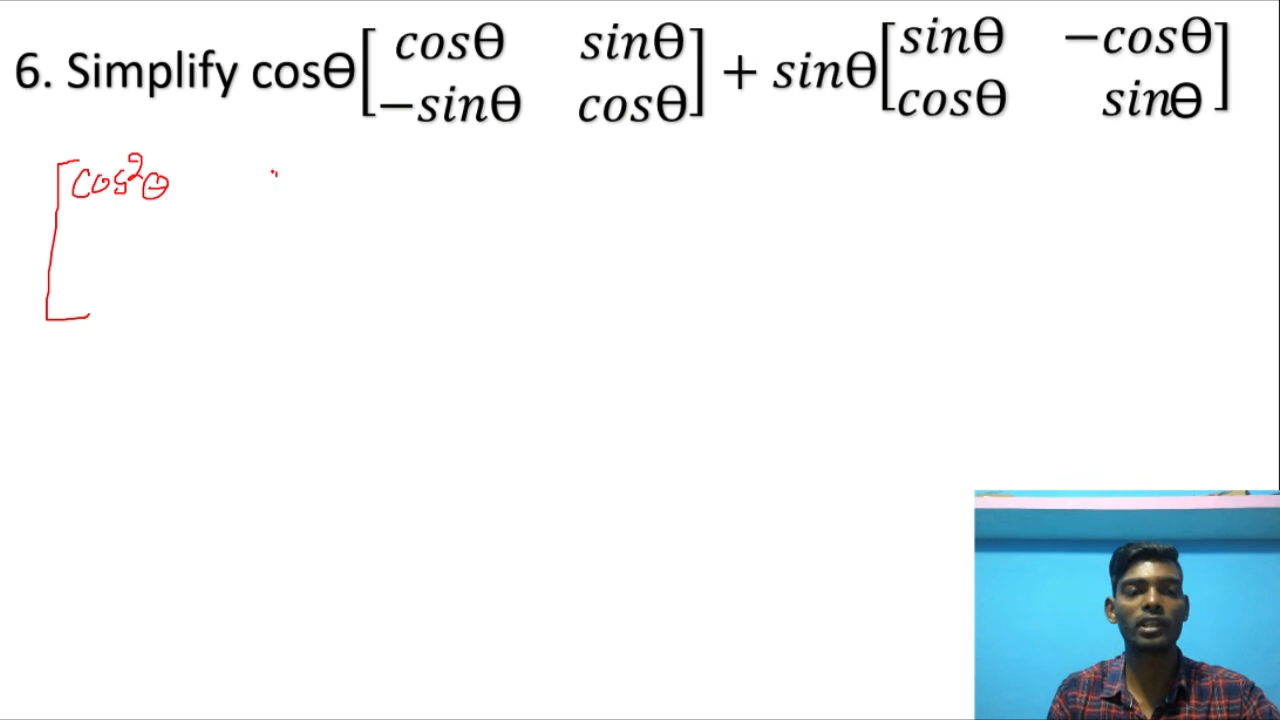 6. Simplify cosθ[cosθ sinθ] + sinθ[sinθ −cosθ]
[−sinθ cosθ] [cosθ sinθ]
[cos²θ